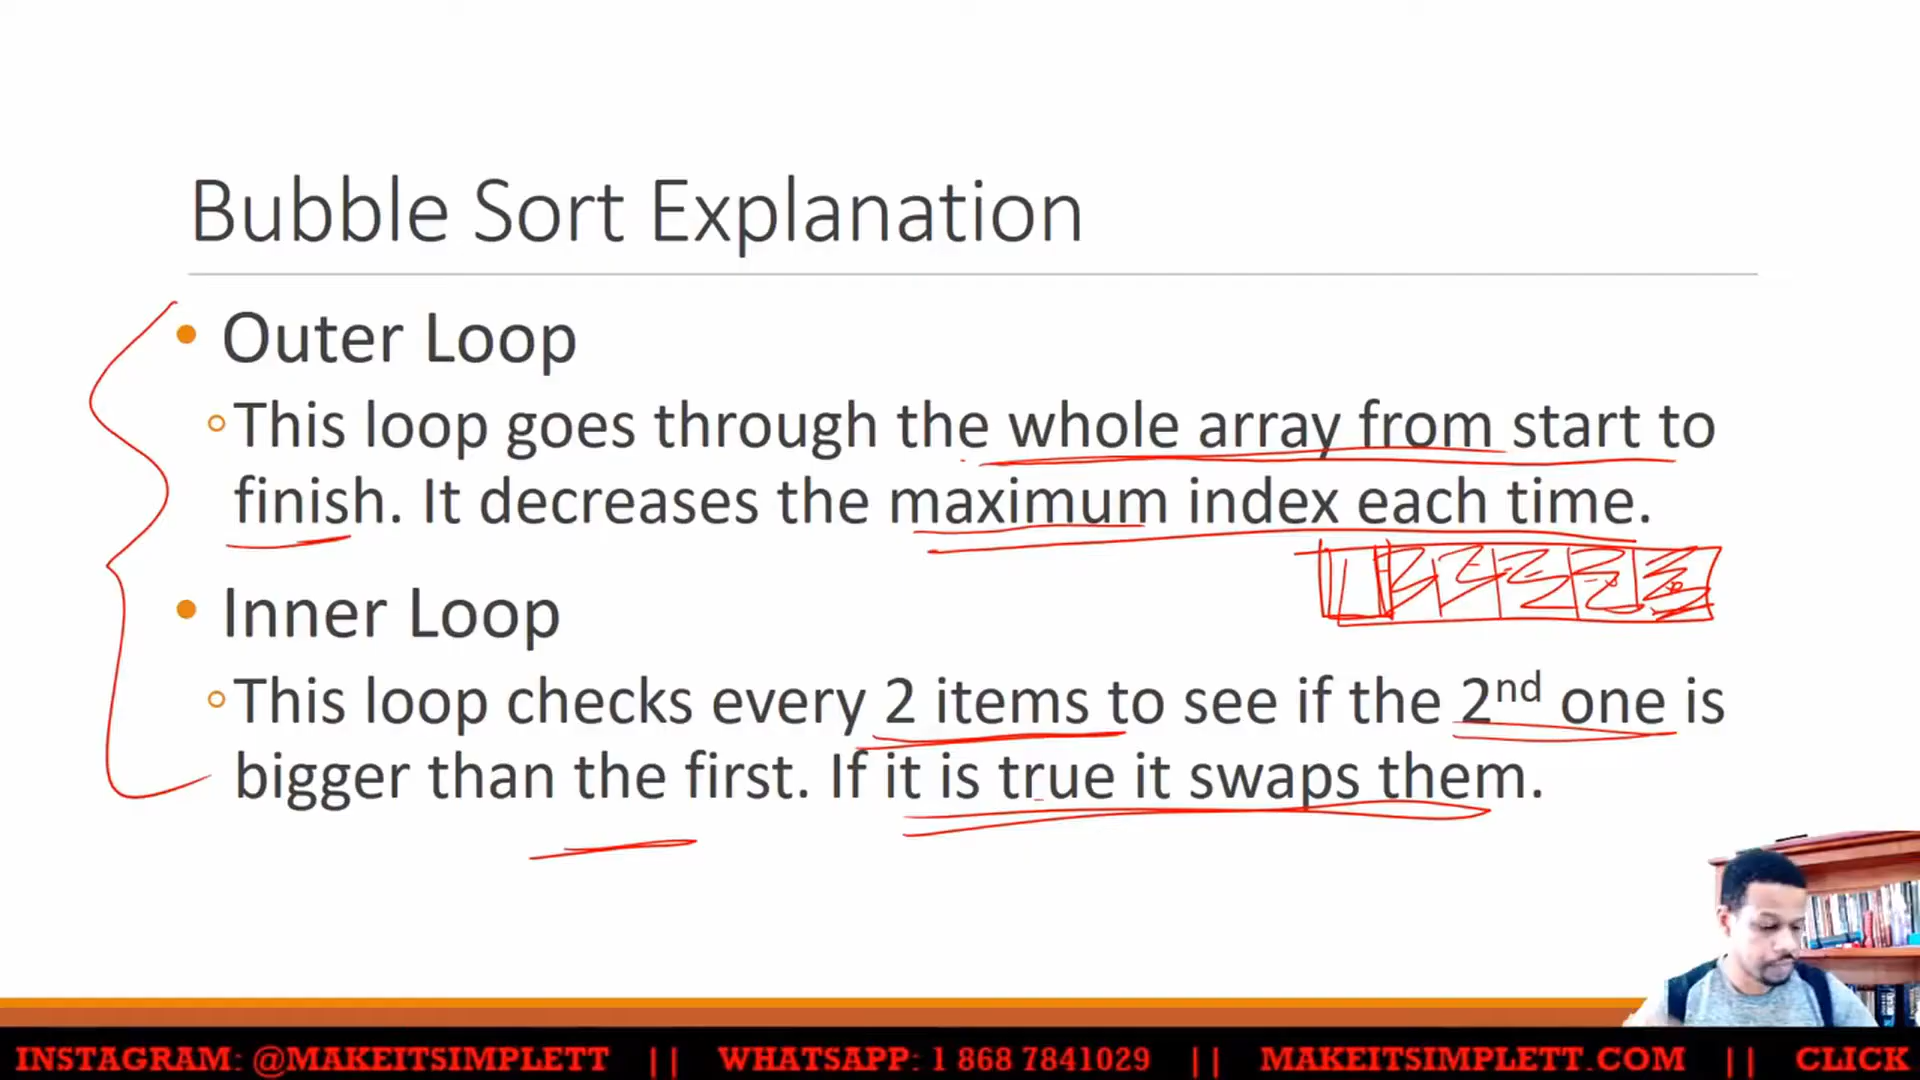 Bubble Sort Explanation
• Outer Loop
◦This loop goes through the whole array from start to
finish. It decreases the maximum index each time.
• Inner Loop
◦This loop checks every 2 items to see if the 2nd one is
bigger than the first. If it is true it swaps them.
INSTAGRAM: @MAKEITSIMPLETT || WHATSAPP: 1 868 7841029 || MAKEITSIMPLETT.COM || CLICK